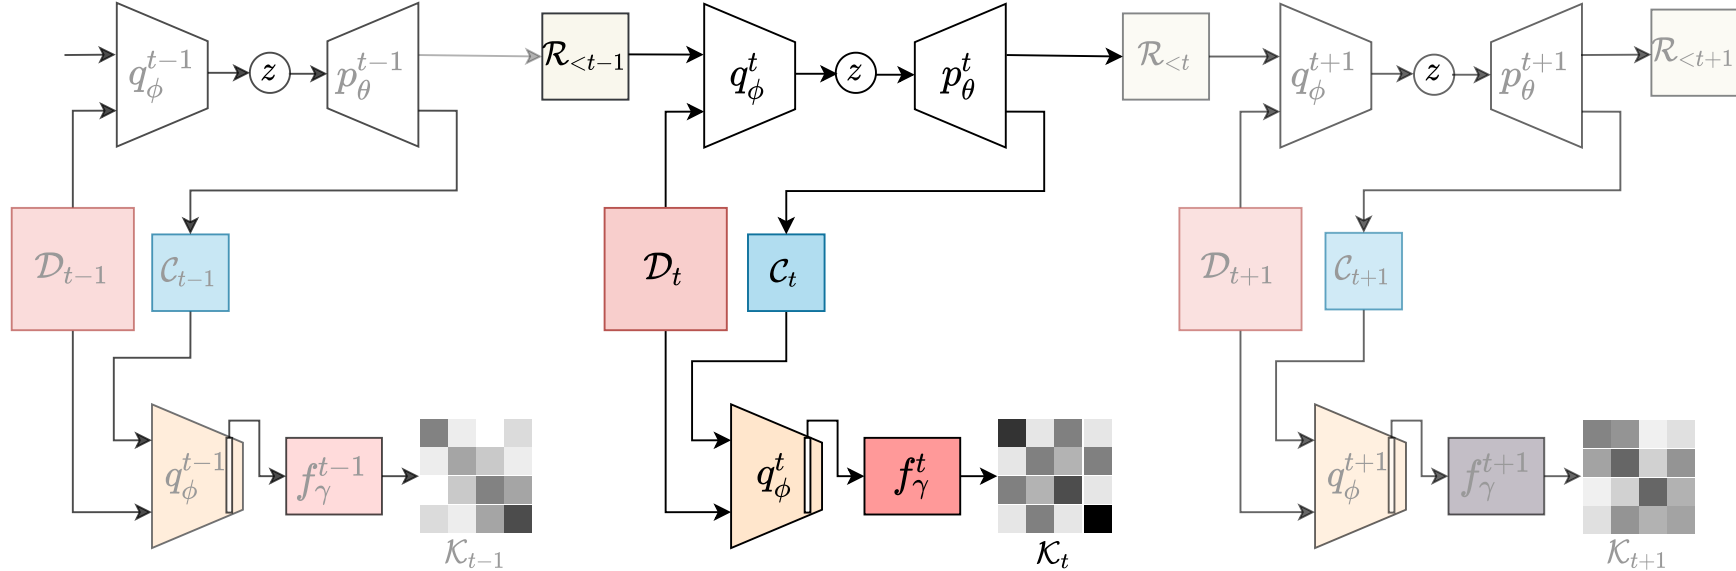 q_ϕ^{t−1} z p_θ^{t−1} ℛ_{<t−1} q_ϕ^t z p_θ^t ℛ_{<t} q_ϕ^{t+1} z p_θ^{t+1} ℛ_{<t+1}
𝒟_{t−1} 𝒞_{t−1} 𝒟_t 𝒞_t 𝒟_{t+1} 𝒞_{t+1}
q_ϕ^{t−1} f_γ^{t−1} q_ϕ^t f_γ^t q_ϕ^{t+1} f_γ^{t+1}
𝒦_{t−1} 𝒦_t 𝒦_{t+1}